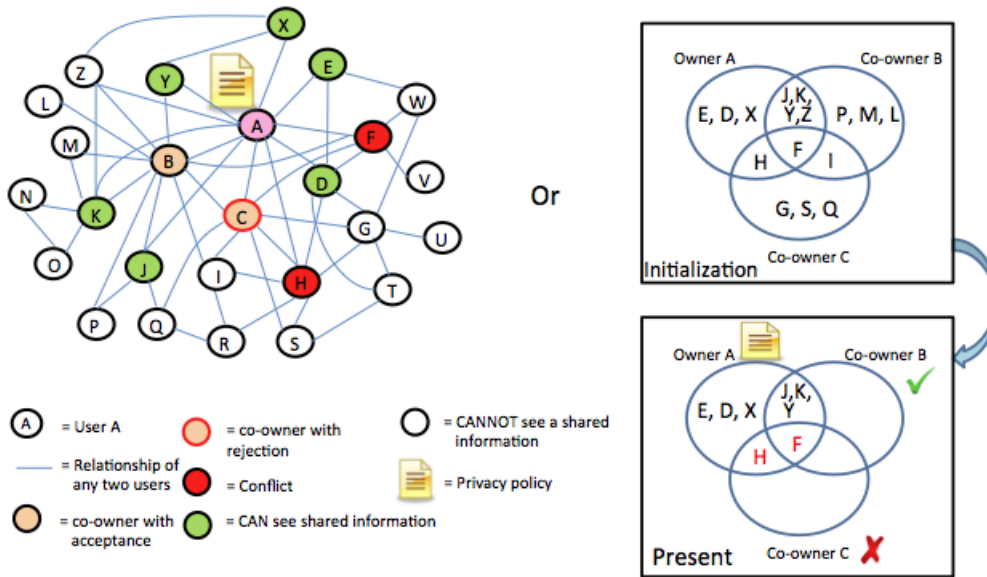 X
Z
Y
E
L
W
A
F
M
B
D
V
N
K
C
G
U
O
J
I
H
T
P
Q
R
S
Or
Owner A
Co-owner B
E, D, X
J,K,
Y,Z
P, M, L
H
F
I
G, S, Q
Co-owner C
Initialization
Owner A
Co-owner B
E, D, X
J,K,
Y
H
F
Co-owner C
Present
A
= User A
= Relationship of
any two users
= co-owner with
acceptance
= co-owner with
rejection
= Conflict
= CAN see shared information
= CANNOT see a shared
information
= Privacy policy